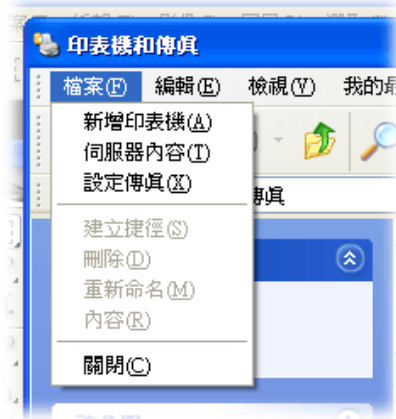 印表機和傳真
檔案(F) 編輯(E) 檢視(V) 我的
新增印表機(A)
伺服器內容(T)
設定傳真(X)
傳真
建立捷徑(S)
刪除(D)
重新命名(M)
內容(R)
關閉(C)